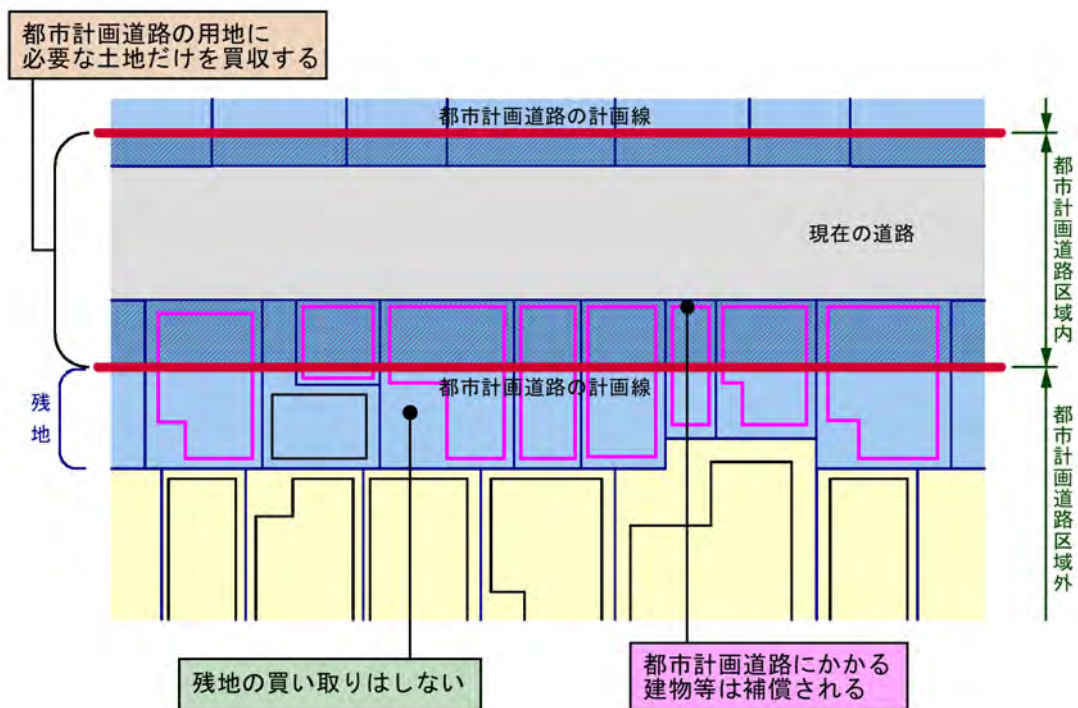 都市計画道路の用地に
必要な土地だけを買収する
都市計画道路の計画線
現在の道路
都市計画道路区域内
都市計画道路の計画線
残地
都市計画道路区域外
残地の買い取りはしない
都市計画道路にかかる
建物等は補償される